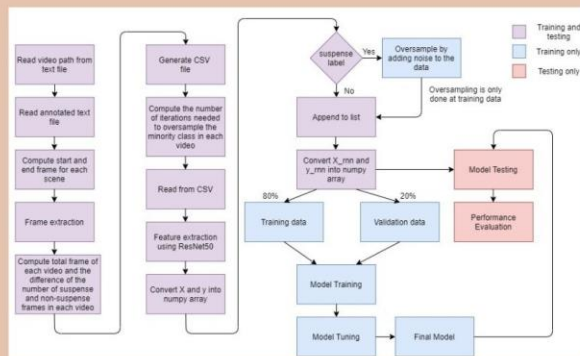 Read video path from
text file
Read annotated text
file
Compute start and
end frame for each
scene
Frame extraction
Compute total frame of
each video and the
difference of the
number of suspense
and non-suspense
frames in each video
Generate CSV
file
Compute the number
of iterations needed
to oversample the
minority class in each
video
Read from CSV
Feature extraction
using ResNet50
Convert X and y into
numpy array
suspense
label
Yes
Oversample by
adding noise to the
data
No
Oversampling is only
done at training data
Append to list
Convert X_rnn and
y_rnn into numpy
array
80%
20%
Training data
Validation data
Model Training
Model Tuning
Final Model
Model Testing
Performance
Evaluation
Training and
testing
Training only
Testing only